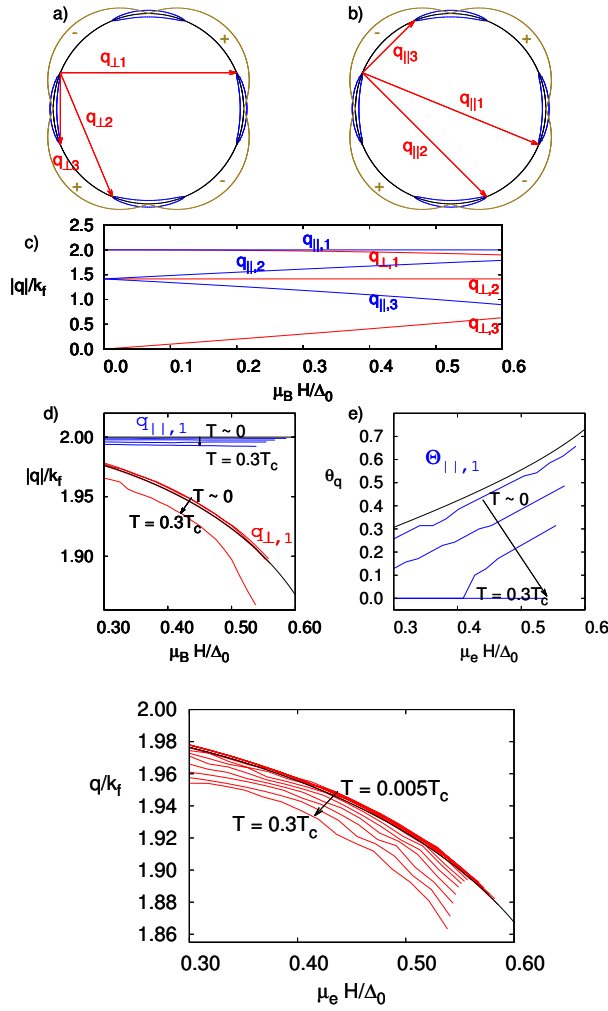 a)
b)
-
+
q⊥1
q⊥2
q⊥3
+
-
-
+
q||3
q||1
q||2
+
-
c)
|q|/kf
2.5
2.0
1.5
1.0
0.5
0.0
q||,1
q⊥,1
q||,2
q⊥,2
q||,3
q⊥,3
0.0 0.1 0.2 0.3 0.4 0.5 0.6
μB H/Δ0
d)
|q|/kf
2.00
1.95
1.90
q||,1
T ~ 0
T = 0.3Tc
T ~ 0
T = 0.3Tc
q⊥,1
0.30 0.40 0.50 0.60
μB H/Δ0
e)
θq
0.7
0.6
0.5
0.4
0.3
0.2
0.1
0.0
Θ||,1
T ~ 0
T = 0.3Tc
0.3 0.4 0.5 0.6
μe H/Δ0
q/kf
2.00
1.98
1.96
1.94
1.92
1.90
1.88
1.86
T = 0.005Tc
T = 0.3Tc
0.30 0.40 0.50 0.60
μe H/Δ0